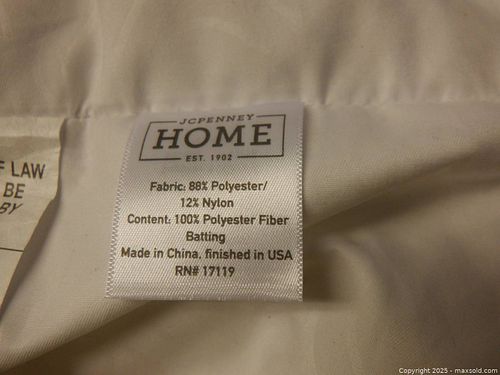 JCPENNEY
HOME
EST. 1902
Fabric: 88% Polyester/
12% Nylon
Content: 100% Polyester Fiber
Batting
Made in China, finished in USA
RN# 17119
LAW
BE
BY
Copyright 2025 - maxsold.com